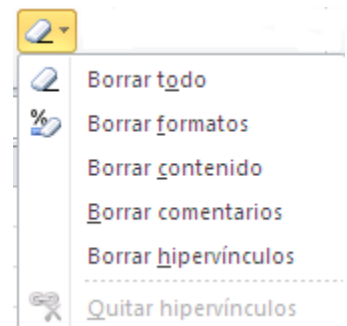 Borrar todo
Borrar formatos
Borrar contenido
Borrar comentarios
Borrar hipervínculos
Quitar hipervínculos